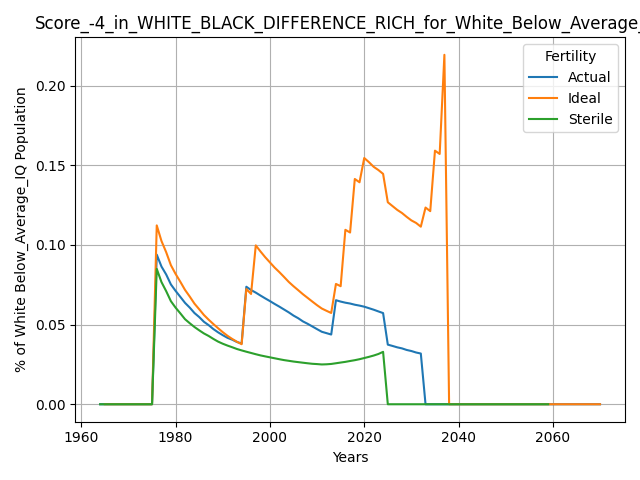 Score_-4_in_WHITE_BLACK_DIFFERENCE_RICH_for_White_Below_Average_
Fertility
Actual
Ideal
Sterile
% of White Below_Average_IQ Population
0.20
0.15
0.10
0.05
0.00
1960 1980 2000 2020 2040 2060
Years